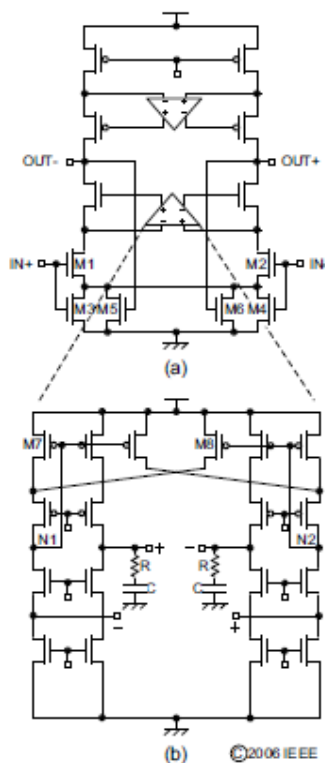 OUT-
OUT+
IN+
M1
M2
IN-
M3
M5
M6
M4
(a)
M7
M8
N1
N2
+
-
R
R
C
C
-
+
(b)
©2006 IEEE